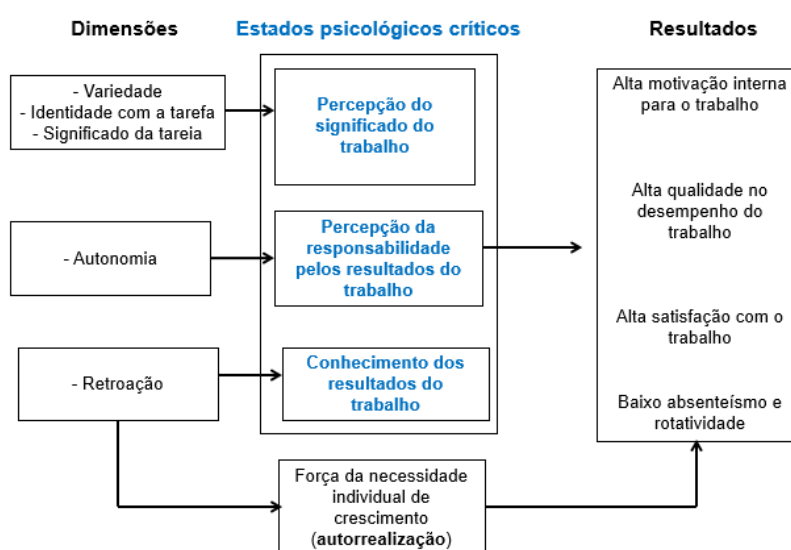 Dimensões
Estados psicológicos críticos
Resultados
- Variedade
- Identidade com a tarefa
- Significado da tareia
Percepção do
significado do
trabalho
Alta motivação interna
para o trabalho
Alta qualidade no
desempenho do
trabalho
- Autonomia
Percepção da
responsabilidade
pelos resultados do
trabalho
Alta satisfação com o
trabalho
- Retroação
Conhecimento dos
resultados do
trabalho
Baixo absenteísmo e
rotatividade
Força da necessidade
individual de
crescimento
(autorrealização)